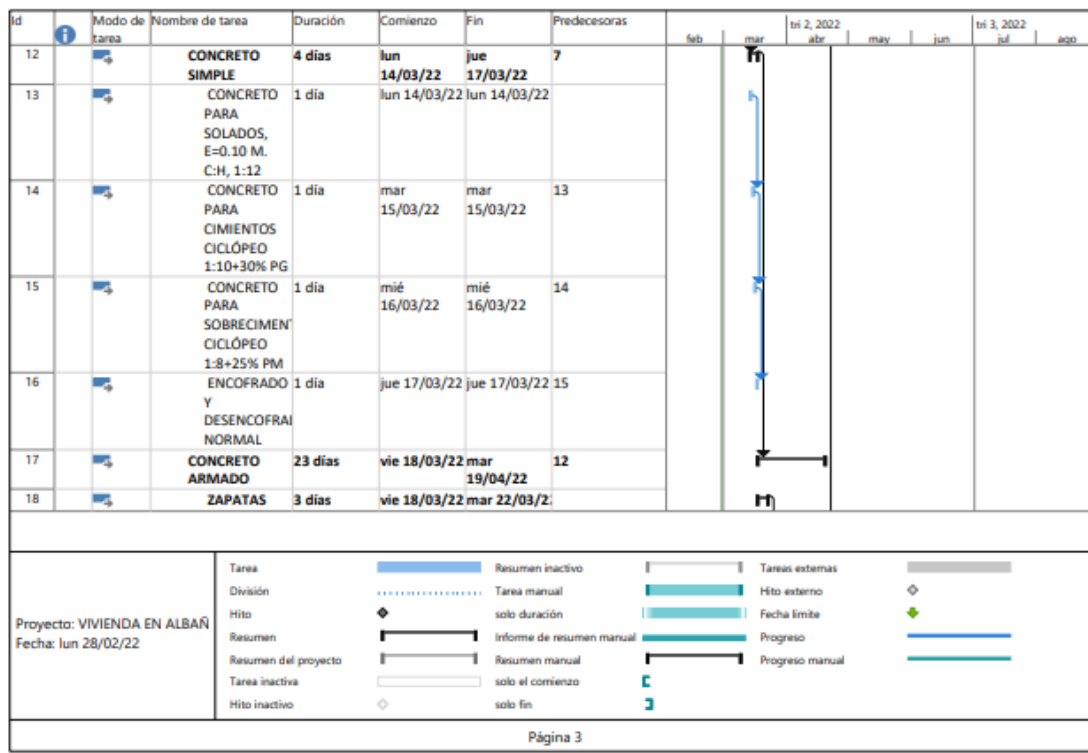 Id Modo de Nombre de tarea Duración Comienzo Fin Predecesoras tri 2, 2022 tri 3, 2022
tarea feb mar abr may jun jul ago
12 CONCRETO 4 días lun jue 7
SIMPLE 14/03/22 17/03/22
13 CONCRETO 1 día lun 14/03/22 lun 14/03/22
PARA
SOLADOS,
E=0.10 M.
C:H, 1:12
14 CONCRETO 1 día mar mar 13
PARA 15/03/22 15/03/22
CIMIENTOS
CICLÓPEO
1:10+30% PG
15 CONCRETO 1 día mié mié 14
PARA 16/03/22 16/03/22
SOBRECIMEN
CICLÓPEO
1:8+25% PM
16 ENCOFRADO 1 día jue 17/03/22 jue 17/03/22 15
Y
DESENCOFRA
NORMAL
17 CONCRETO 23 días vie 18/03/22 mar 12
ARMADO 19/04/22
18 ZAPATAS 3 días vie 18/03/22 mar 22/03/2
Proyecto: VIVIENDA EN ALBAÑ
Fecha: lun 28/02/22
Tarea Resumen inactivo Tareas externas
División Tarea manual Hito externo
Hito solo duración Fecha límite
Resumen Informe de resumen manual Progreso
Resumen del proyecto Resumen manual Progreso manual
Tarea inactiva solo el comienzo
Hito inactivo solo fin
Página 3